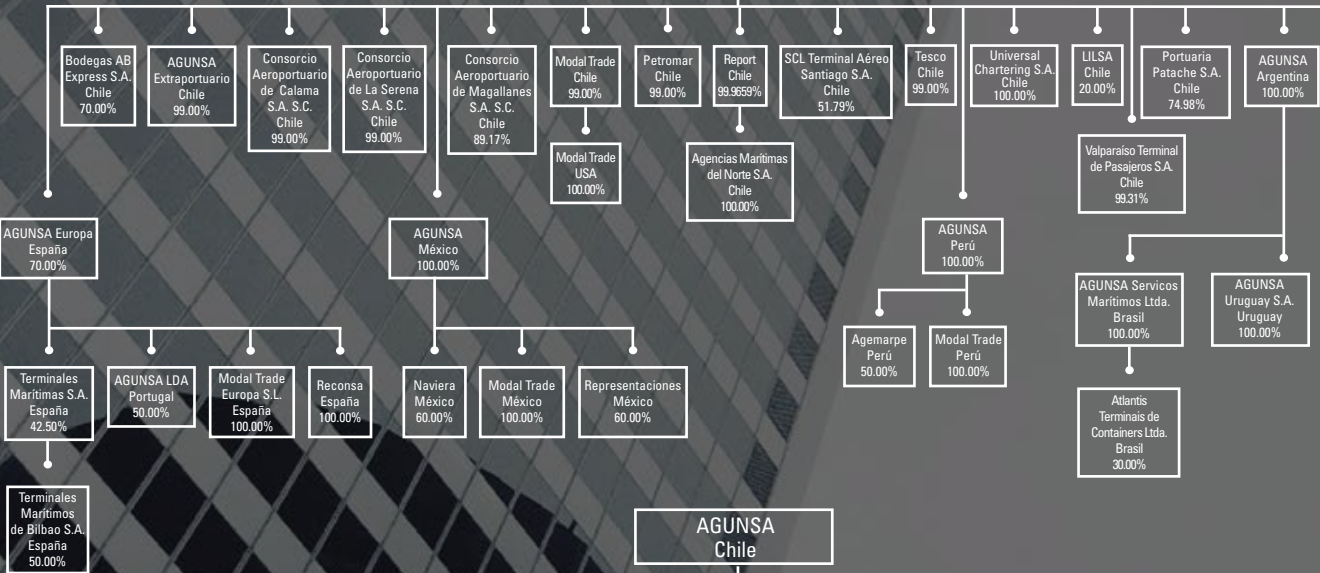 Bodegas AB
Express S.A.
Chile
70.00%
AGUNSA
Extraportuario
Chile
99.00%
Consorcio
Aeroportuario
de Calama
S.A. S.C.
Chile
99.00%
Consorcio
Aeroportuario
de La Serena
S.A. S.C.
Chile
99.00%
Consorcio
Aeroportuario
de Magallanes
S.A. S.C.
Chile
89.17%
Modal Trade
Chile
99.00%
Petromar
Chile
99.00%
Report
Chile
99.9659%
SCL Terminal Aéreo
Santiago S.A.
Chile
51.79%
Tesco
Chile
99.00%
Universal
Chartering S.A.
Chile
100.00%
LILSA
Chile
20.00%
Portuaria
Patache S.A.
Chile
74.98%
AGUNSA
Argentina
100.00%
Modal Trade
USA
100.00%
Agencias Marítimas
del Norte S.A.
Chile
100.00%
Valparaíso Terminal
de Pasajeros S.A.
Chile
99.31%
AGUNSA Europa
España
70.00%
AGUNSA
México
100.00%
AGUNSA
Perú
100.00%
AGUNSA Servicos
Marítimos Ltda.
Brasil
100.00%
AGUNSA
Uruguay S.A.
Uruguay
100.00%
Agemarpe
Perú
50.00%
Modal Trade
Perú
100.00%
Terminales
Marítimas S.A.
España
42.50%
AGUNSA LDA
Portugal
50.00%
Modal Trade
Europa S.L.
España
100.00%
Reconsa
España
100.00%
Naviera
México
60.00%
Modal Trade
México
100.00%
Representaciones
México
60.00%
Atlantis
Terminais de
Containers Ltda.
Brasil
30.00%
Terminales
Marítimos
de Bilbao S.A.
España
50.00%
AGUNSA
Chile